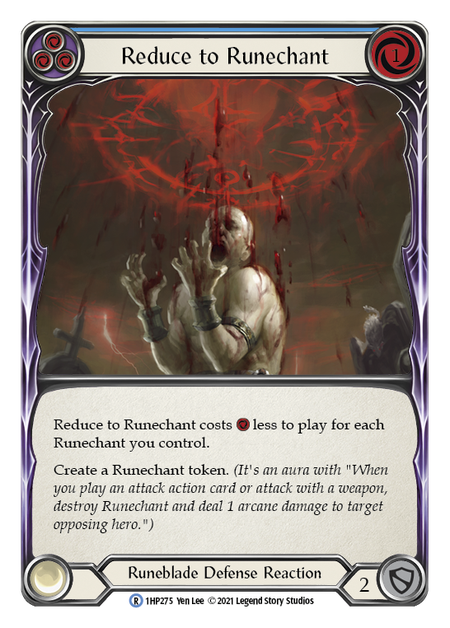 Reduce to Runechant
1
Reduce to Runechant costs less to play for each
Runechant you control.
Create a Runechant token. (It's an aura with "When
you play an attack action card or attack with a weapon,
destroy Runechant and deal 1 arcane damage to target
opposing hero.")
Runeblade Defense Reaction
2
R 1HP275 Yen Lee © 2021 Legend Story Studios